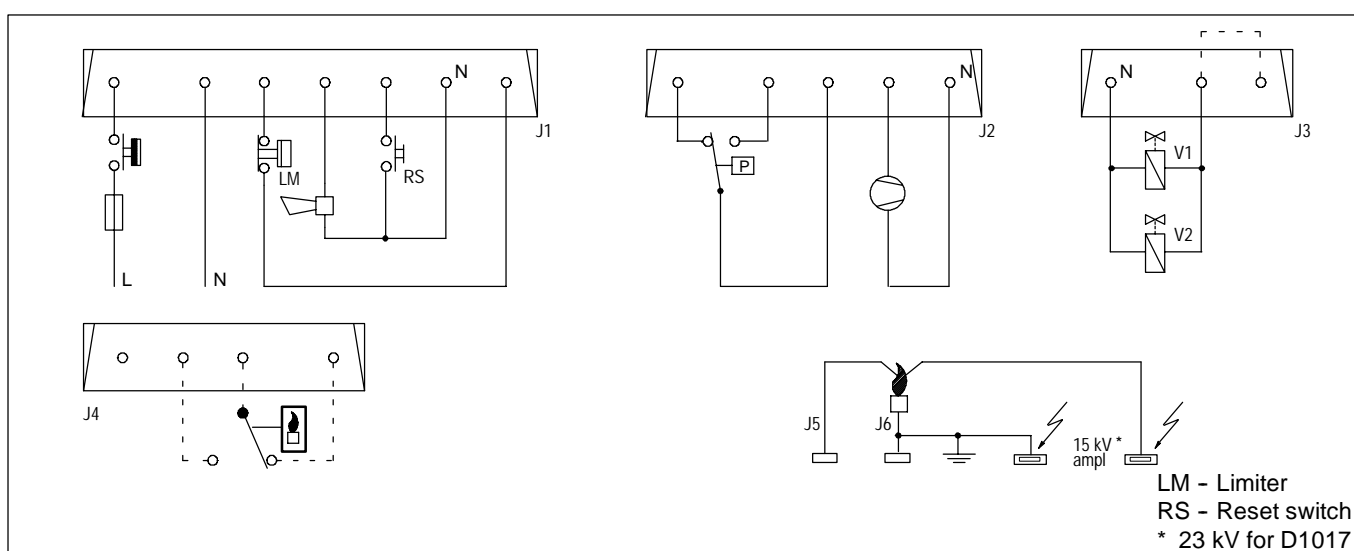 N
J1
LM
RS
L
N
N
J2
P
N
J3
V1
V2
J4
J5
J6
15 kV *
ampl
LM - Limiter
RS - Reset switch
* 23 kV for D1017